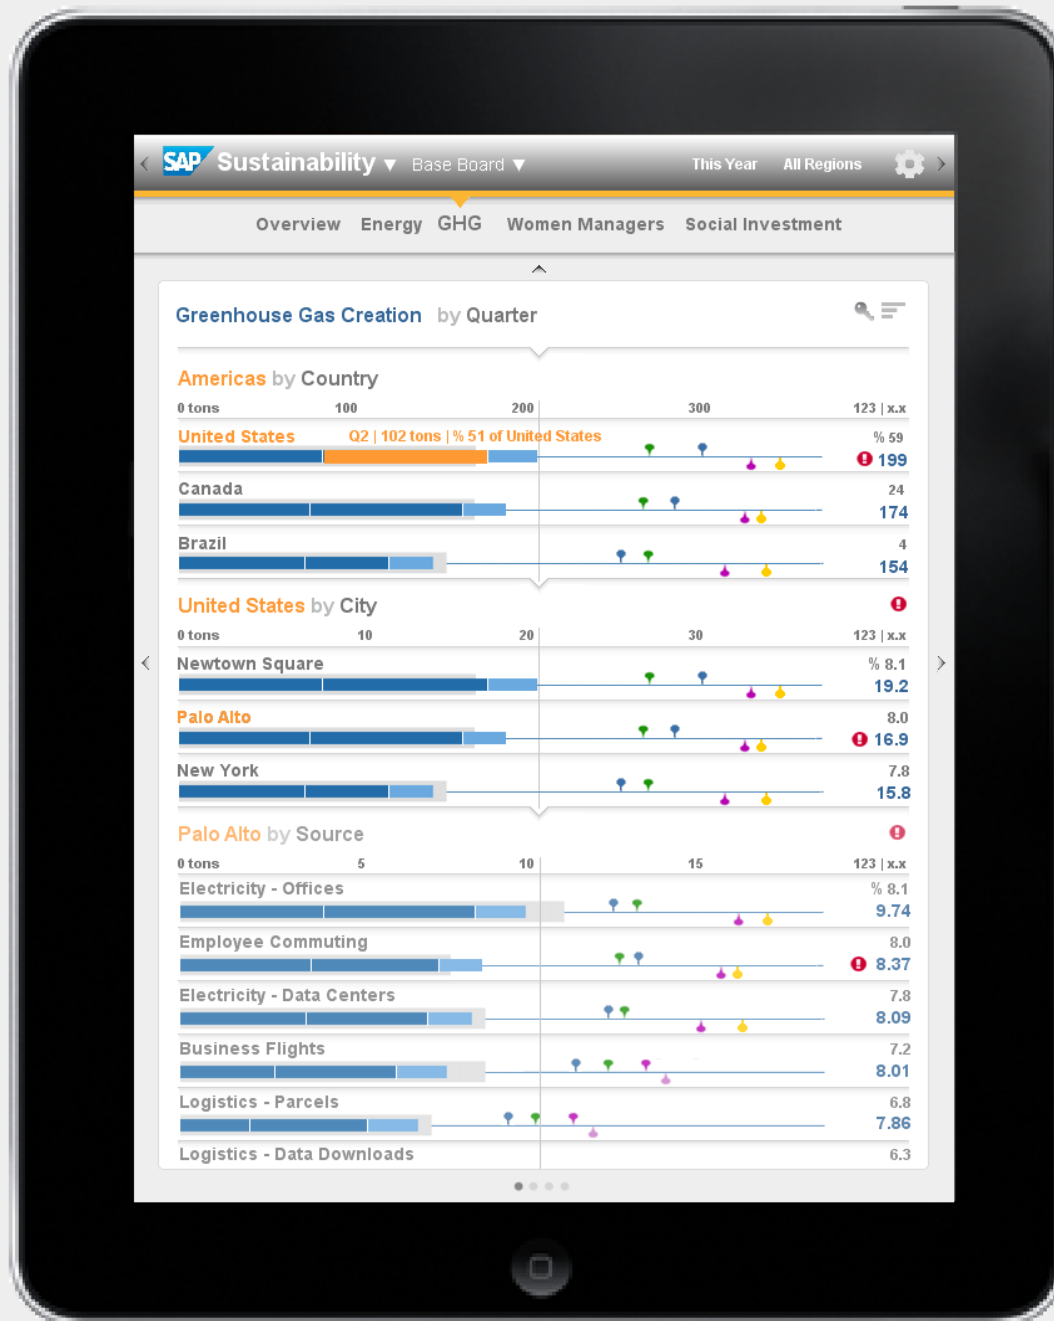 SAP Sustainability ▼ Base Board ▼ This Year All Regions
Overview Energy GHG Women Managers Social Investment
Greenhouse Gas Creation by Quarter
Americas by Country
0 tons 100 200 300 123 | x.x
United States Q2 | 102 tons | % 51 of United States % 59
199
Canada 24
174
Brazil 4
154
United States by City
0 tons 10 20 30 123 | x.x
Newtown Square % 8.1
19.2
Palo Alto 8.0
16.9
New York 7.8
15.8
Palo Alto by Source
0 tons 5 10 15 123 | x.x
Electricity - Offices % 8.1
9.74
Employee Commuting 8.0
8.37
Electricity - Data Centers 7.8
8.09
Business Flights 7.2
8.01
Logistics - Parcels 6.8
7.86
Logistics - Data Downloads 6.3